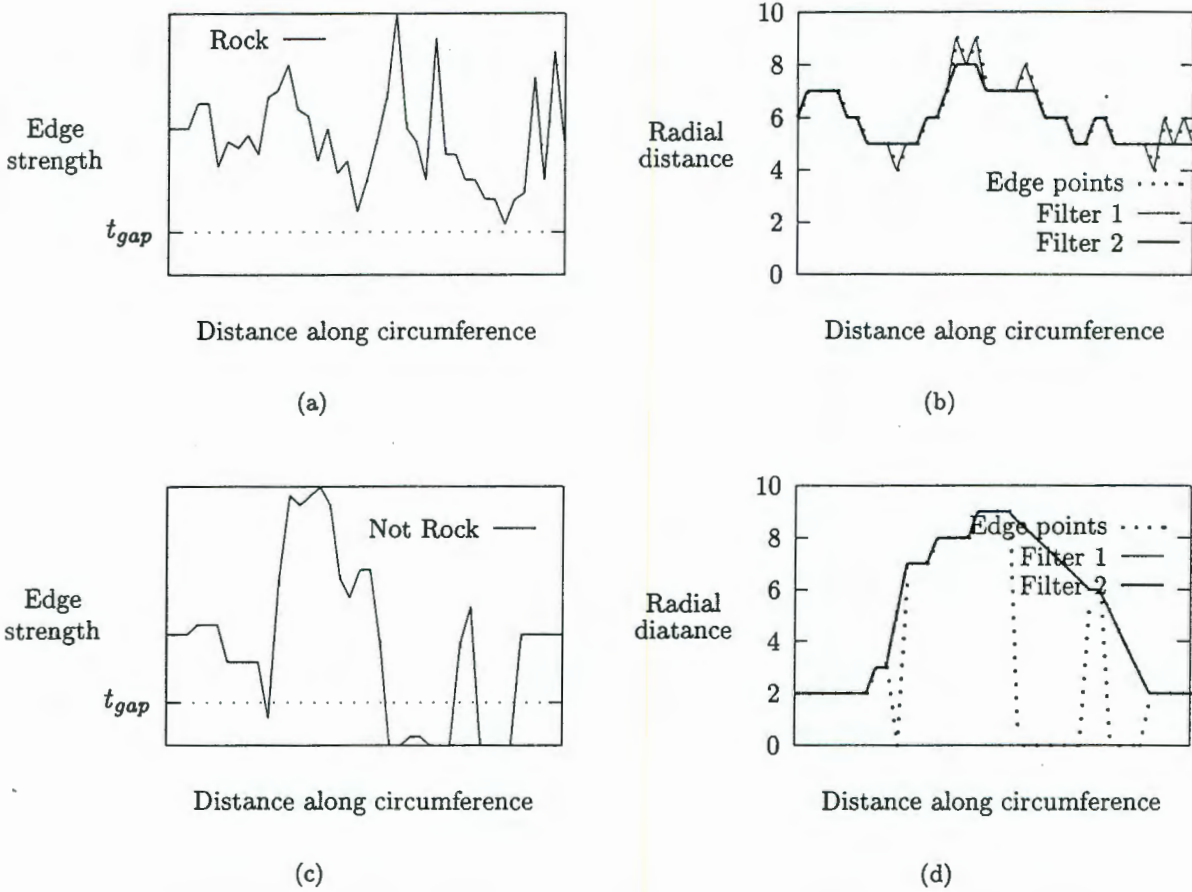 Rock
Edge
strength
t_gap
Distance along circumference
(a)
10
8
6
4
2
0
Radial
distance
Edge points
Filter 1
Filter 2
Distance along circumference
(b)
Not Rock
Edge
strength
t_gap
Distance along circumference
(c)
10
8
6
4
2
0
Radial
diatance
Edge points
Filter 1
Filter 2
Distance along circumference
(d)